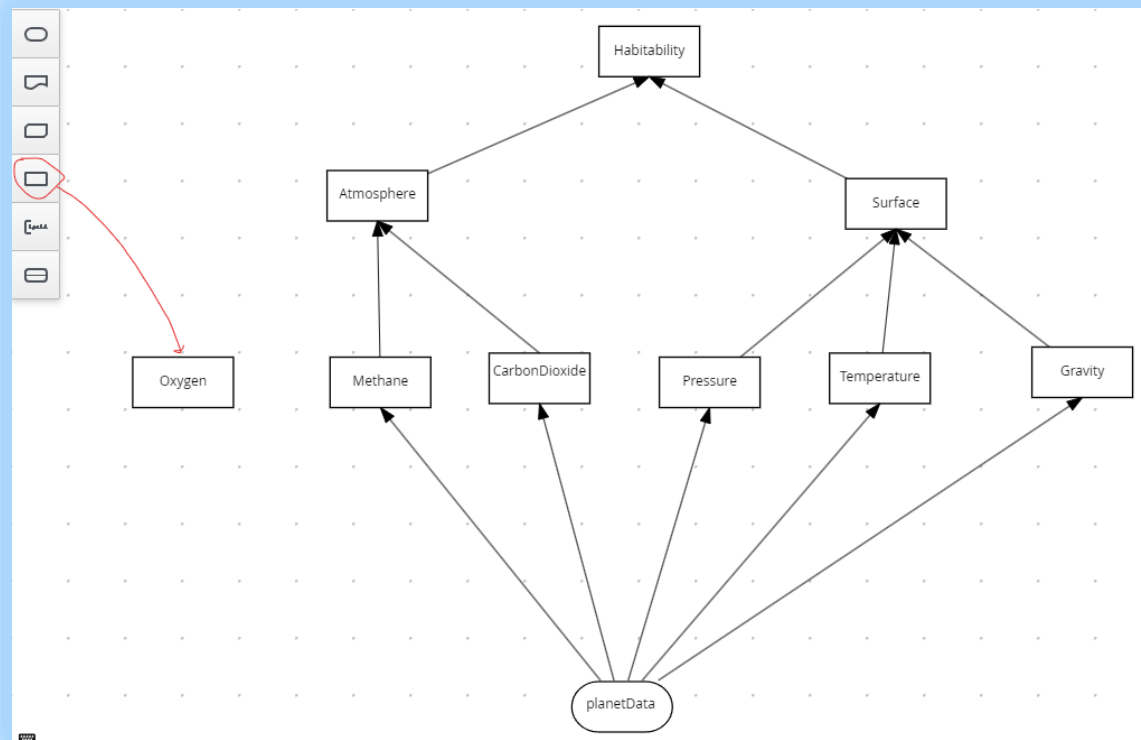 Habitability
Atmosphere
Surface
Oxygen
Methane
CarbonDioxide
Pressure
Temperature
Gravity
planetData